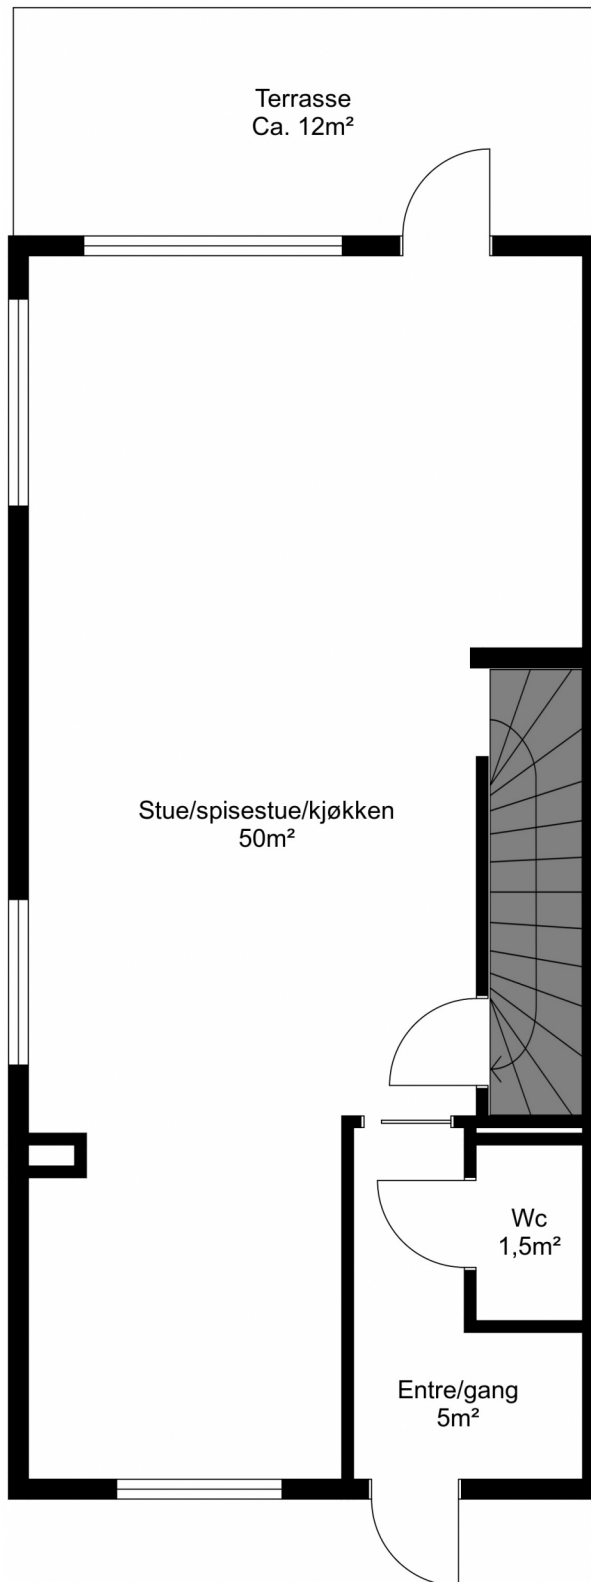 Terrasse
Ca. 12m²
Stue/spisestue/kjøkken
50m²
Wc
1,5m²
Entre/gang
5m²